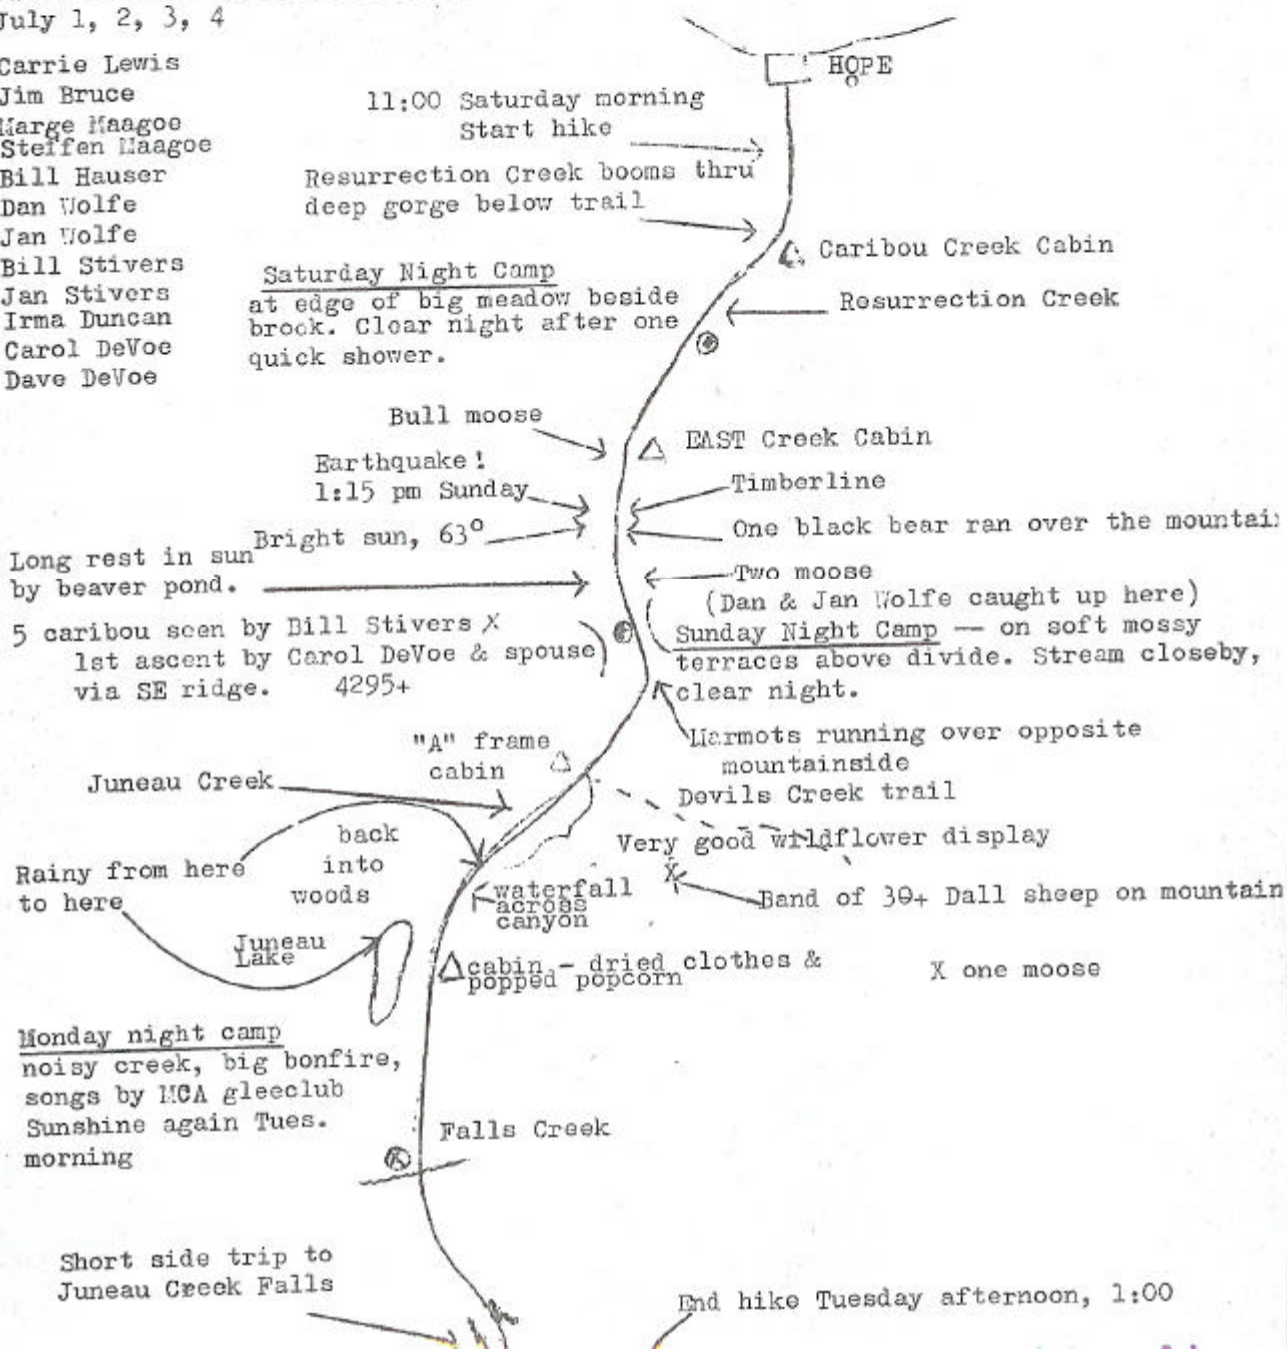 July 1, 2, 3, 4
Carrie Lewis
Jim Bruce
Marge Maagoe
Steffen Maagoe
Bill Hauser
Dan Wolfe
Jan Wolfe
Bill Stivers
Jan Stivers
Irma Duncan
Carol DeVoe
Dave DeVoe
HOPE
11:00 Saturday morning
Start hike
Resurrection Creek booms thru
deep gorge below trail
Caribou Creek Cabin
Saturday Night Camp
at edge of big meadow beside
brook. Clear night after one
quick shower.
Resurrection Creek
Bull moose
EAST Creek Cabin
Earthquake!
1:15 pm Sunday
Timberline
Bright sun, 63°
One black bear ran over the mountai
Long rest in sun
by beaver pond.
Two moose
(Dan & Jan Wolfe caught up here)
5 caribou seen by Bill Stivers X
1st ascent by Carol DeVoe & spouse)
via SE ridge. 4295+
Sunday Night Camp -- on soft mossy
terraces above divide. Stream closeby,
clear night.
Marmots running over opposite
mountainside
"A" frame
cabin
Juneau Creek
Devils Creek trail
Very good wildflower display
back
into
woods
Rainy from here
to here
X
Band of 30+ Dall sheep on mountain
waterfall
across
canyon
Juneau
Lake
cabin - dried clothes &
popped popcorn
X one moose
Monday night camp
noisy creek, big bonfire,
songs by MCA gleeclub
Sunshine again Tues.
morning
Falls Creek
Short side trip to
Juneau Creek Falls
End hike Tuesday afternoon, 1:00